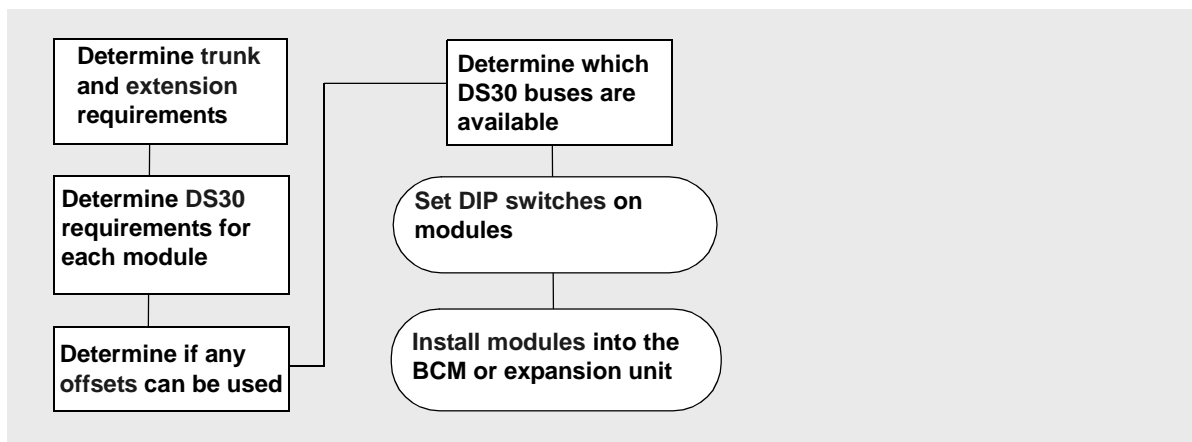 Determine trunk
and extension
requirements
Determine DS30
requirements for
each module
Determine if any
offsets can be used
Determine which
DS30 buses are
available
Set DIP switches on
modules
Install modules into the
BCM or expansion unit